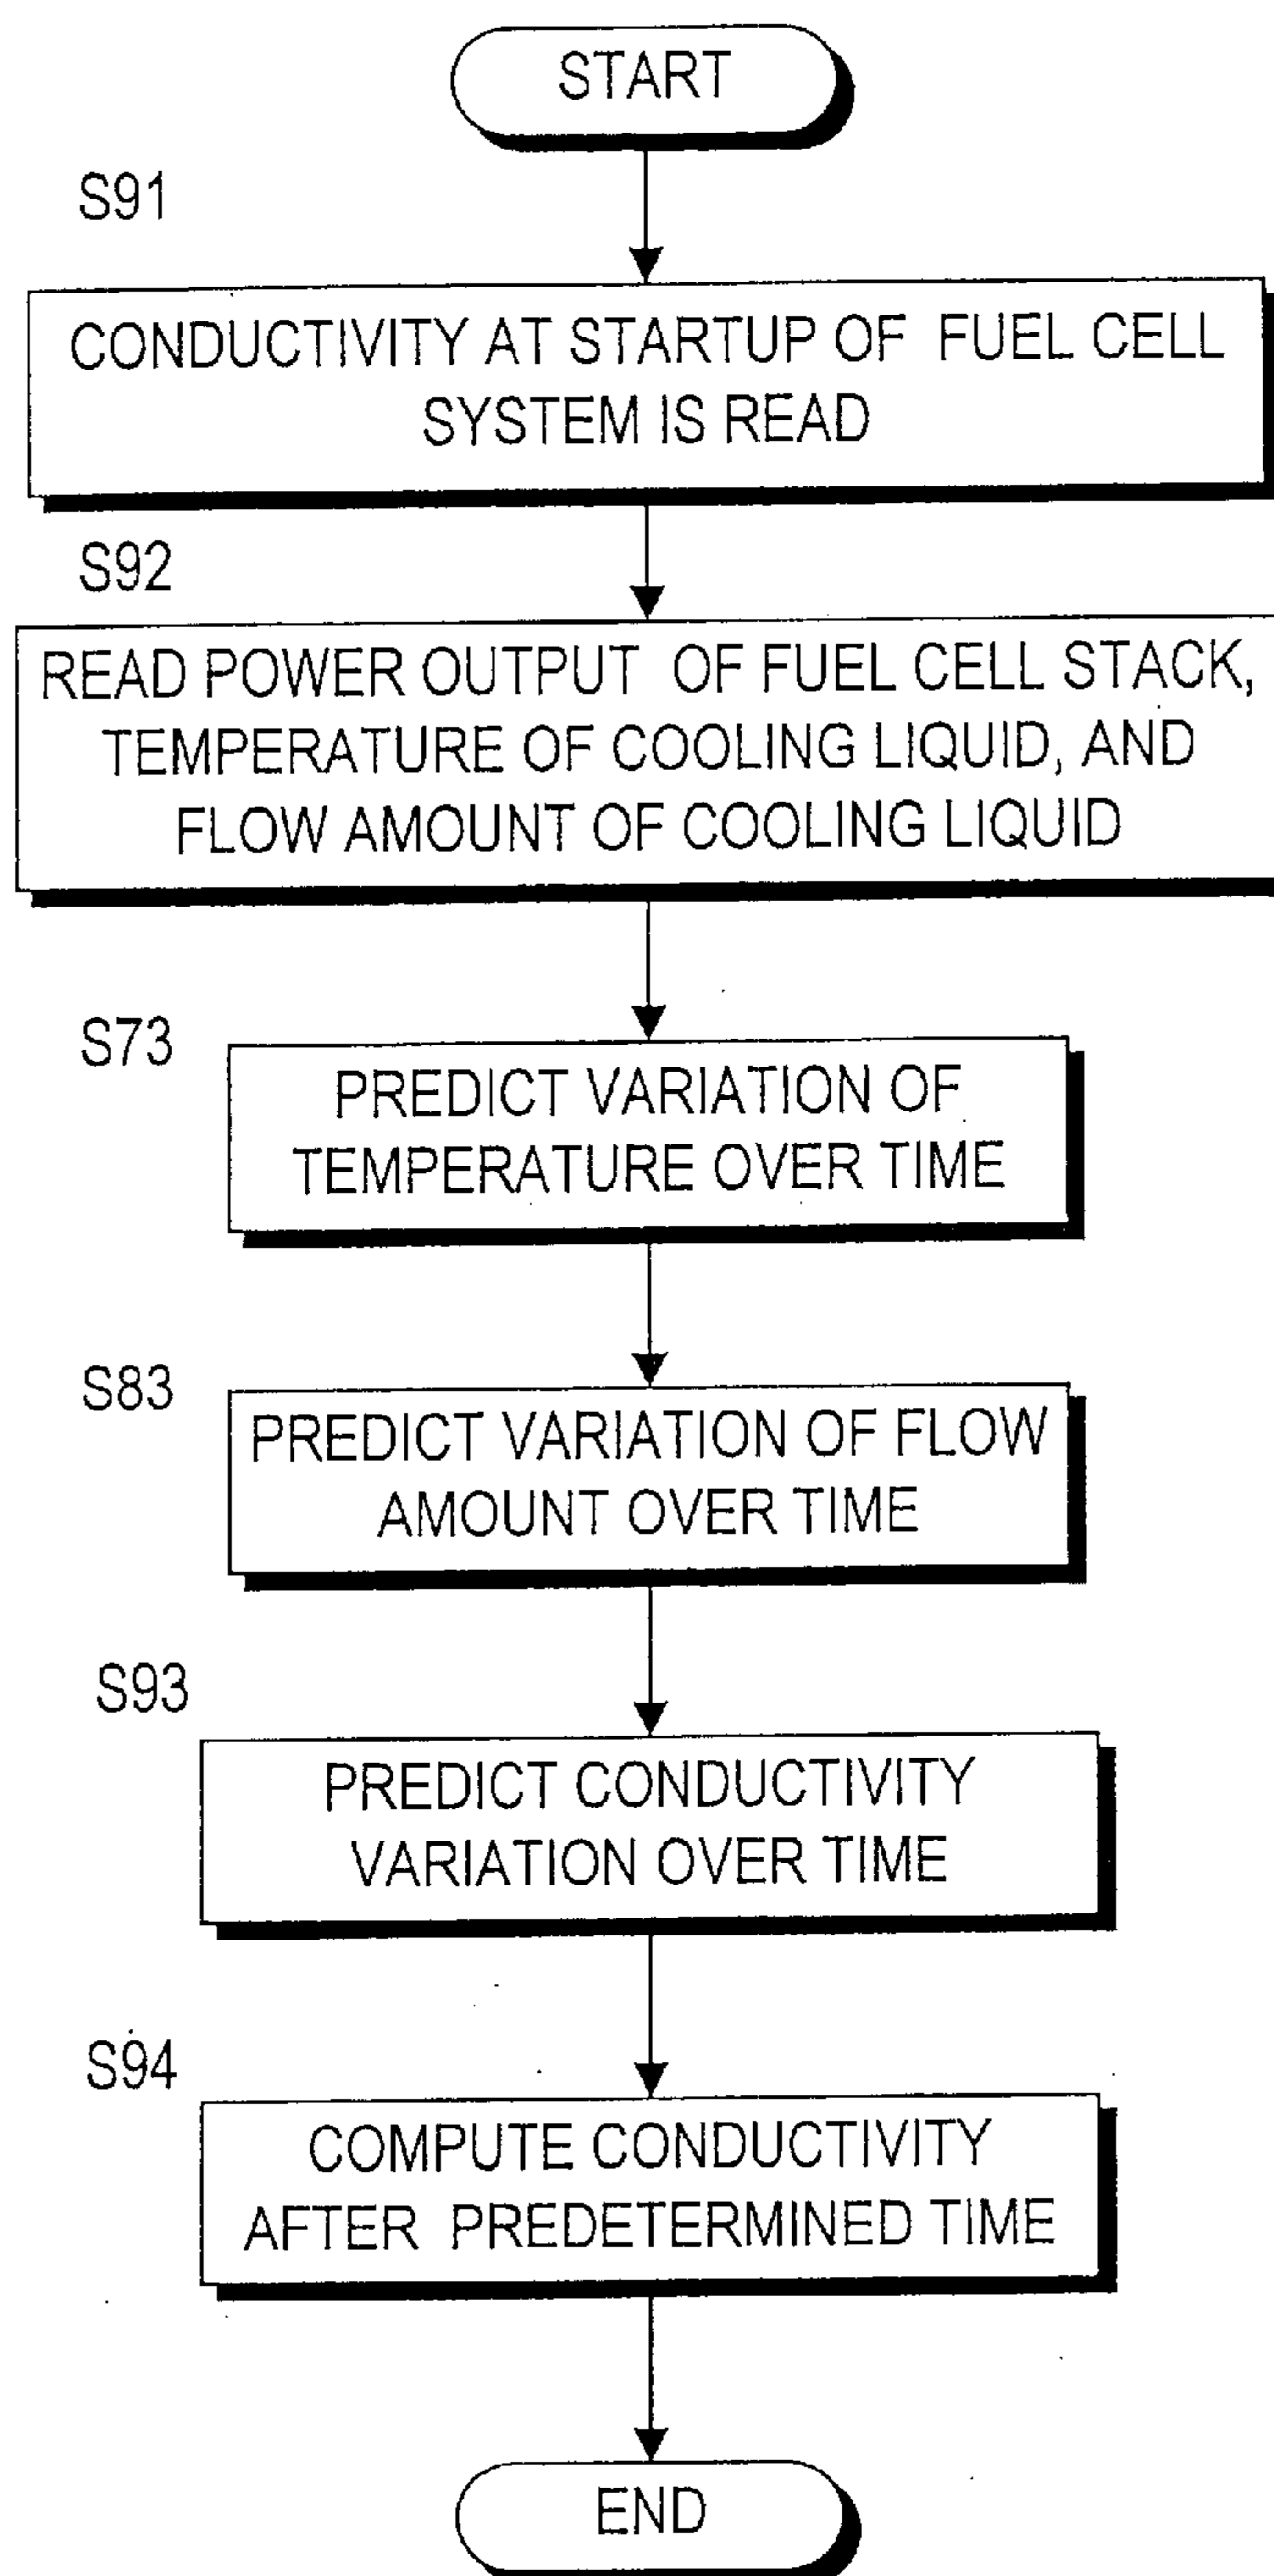 START
S91
CONDUCTIVITY AT STARTUP OF FUEL CELL
SYSTEM IS READ
S92
READ POWER OUTPUT OF FUEL CELL STACK,
TEMPERATURE OF COOLING LIQUID, AND
FLOW AMOUNT OF COOLING LIQUID
S73
PREDICT VARIATION OF
TEMPERATURE OVER TIME
S83
PREDICT VARIATION OF FLOW
AMOUNT OVER TIME
S93
PREDICT CONDUCTIVITY
VARIATION OVER TIME
S94
COMPUTE CONDUCTIVITY
AFTER PREDETERMINED TIME
END